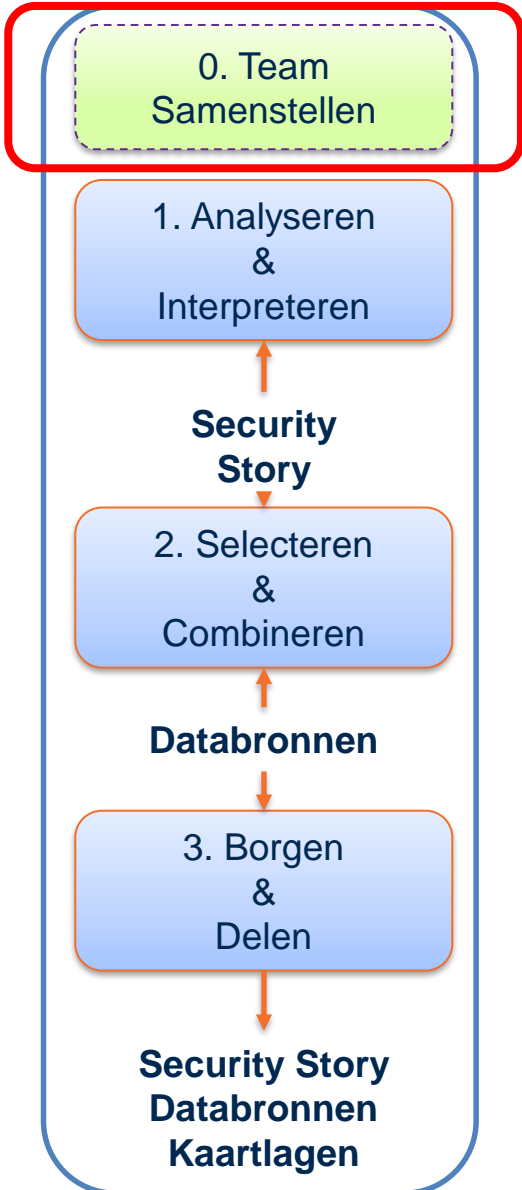 0. Team
Samenstellen
1. Analyseren
&
Interpreteren
Security
Story
2. Selecteren
&
Combineren
Databronnen
3. Borgen
&
Delen
Security Story
Databronnen
Kaartlagen